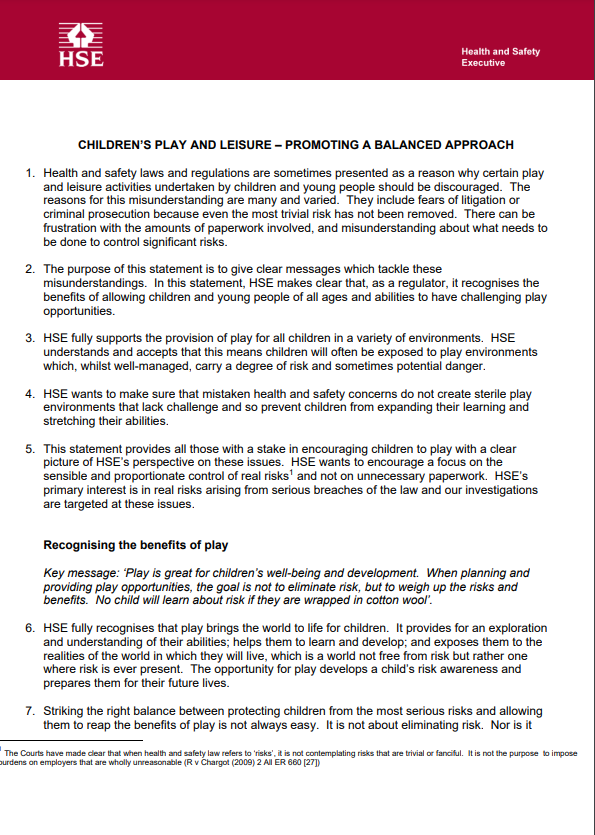 HSE
Health and Safety
Executive
CHILDREN'S PLAY AND LEISURE – PROMOTING A BALANCED APPROACH
1. Health and safety laws and regulations are sometimes presented as a reason why certain play
and leisure activities undertaken by children and young people should be discouraged. The
reasons for this misunderstanding are many and varied. They include fears of litigation or
criminal prosecution because even the most trivial risk has not been removed. There can be
frustration with the amounts of paperwork involved, and misunderstanding about what needs to
be done to control significant risks.
2. The purpose of this statement is to give clear messages which tackle these
misunderstandings. In this statement, HSE makes clear that, as a regulator, it recognises the
benefits of allowing children and young people of all ages and abilities to have challenging play
opportunities.
3. HSE fully supports the provision of play for all children in a variety of environments. HSE
understands and accepts that this means children will often be exposed to play environments
which, whilst well-managed, carry a degree of risk and sometimes potential danger.
4. HSE wants to make sure that mistaken health and safety concerns do not create sterile play
environments that lack challenge and so prevent children from expanding their learning and
stretching their abilities.
5. This statement provides all those with a stake in encouraging children to play with a clear
picture of HSE's perspective on these issues. HSE wants to encourage a focus on the
sensible and proportionate control of real risks¹ and not on unnecessary paperwork. HSE's
primary interest is in real risks arising from serious breaches of the law and our investigations
are targeted at these issues.
Recognising the benefits of play
Key message: 'Play is great for children's well-being and development. When planning and
providing play opportunities, the goal is not to eliminate risk, but to weigh up the risks and
benefits. No child will learn about risk if they are wrapped in cotton wool'.
6. HSE fully recognises that play brings the world to life for children. It provides for an exploration
and understanding of their abilities; helps them to learn and develop; and exposes them to the
realities of the world in which they will live, which is a world not free from risk but rather one
where risk is ever present. The opportunity for play develops a child's risk awareness and
prepares them for their future lives.
7. Striking the right balance between protecting children from the most serious risks and allowing
them to reap the benefits of play is not always easy. It is not about eliminating risk. Nor is it
¹ The Courts have made clear that when health and safety law refers to 'risks', it is not contemplating risks that are trivial or fanciful. It is not the purpose to impose
burdens on employers that are wholly unreasonable (R v Chargot (2009) 2 All ER 660 [27])